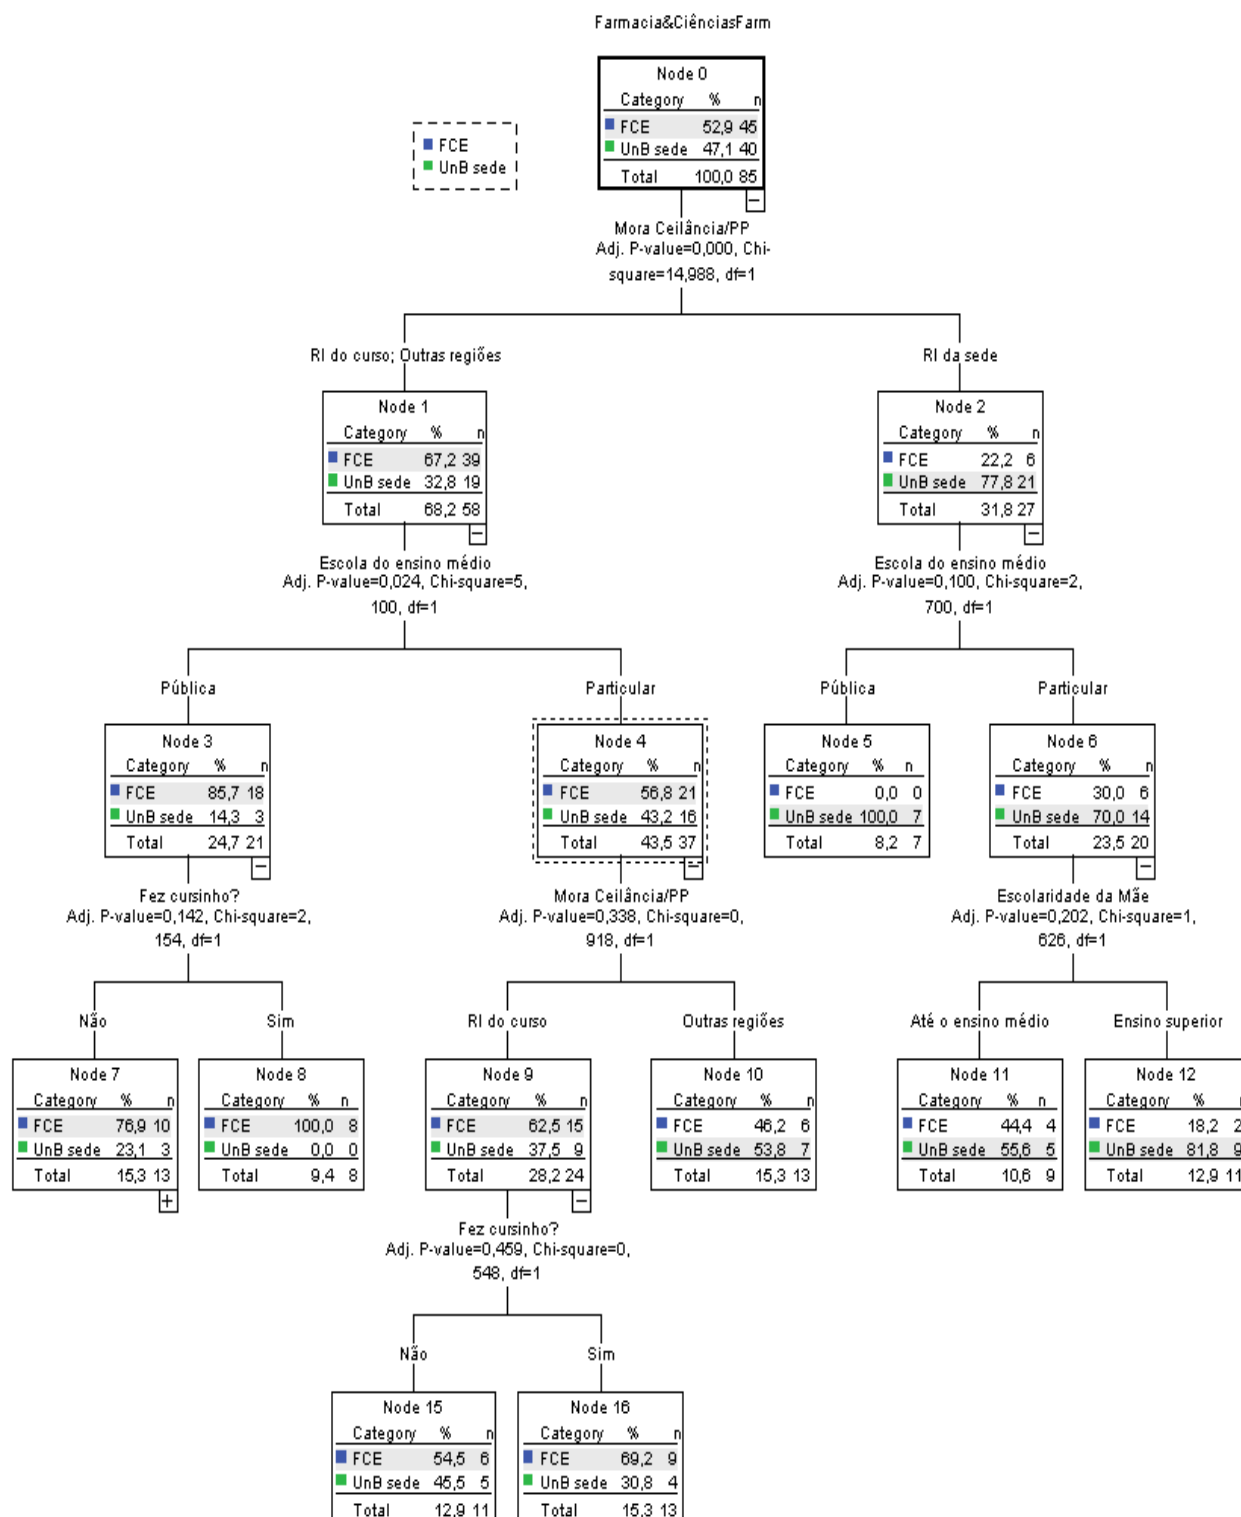 Farmacia&CiênciasFarm
FCE
UnB sede
Node 0
Category % n
FCE 52,9 45
UnB sede 47,1 40
Total 100,0 85
Mora Ceilância/PP
Adj. P-value=0,000, Chi-
square=14,988, df=1
RI do curso; Outras regiões
RI da sede
Node 1
Category % n
FCE 67,2 39
UnB sede 32,8 19
Total 68,2 58
Node 2
Category % n
FCE 22,2 6
UnB sede 77,8 21
Total 31,8 27
Escola do ensino médio
Adj. P-value=0,024, Chi-square=5,
100, df=1
Escola do ensino médio
Adj. P-value=0,100, Chi-square=2,
700, df=1
Pública
Particular
Pública
Particular
Node 3
Category % n
FCE 85,7 18
UnB sede 14,3 3
Total 24,7 21
Node 4
Category % n
FCE 56,8 21
UnB sede 43,2 16
Total 43,5 37
Node 5
Category % n
FCE 0,0 0
UnB sede 100,0 7
Total 8,2 7
Node 6
Category % n
FCE 30,0 6
UnB sede 70,0 14
Total 23,5 20
Fez cursinho?
Adj. P-value=0,142, Chi-square=2,
154, df=1
Mora Ceilância/PP
Adj. P-value=0,338, Chi-square=0,
918, df=1
Escolaridade da Mãe
Adj. P-value=0,202, Chi-square=1,
626, df=1
Não
Sim
RI do curso
Outras regiões
Até o ensino médio
Ensino superior
Node 7
Category % n
FCE 76,9 10
UnB sede 23,1 3
Total 15,3 13
Node 8
Category % n
FCE 100,0 8
UnB sede 0,0 0
Total 9,4 8
Node 9
Category % n
FCE 62,5 15
UnB sede 37,5 9
Total 28,2 24
Node 10
Category % n
FCE 46,2 6
UnB sede 53,8 7
Total 15,3 13
Node 11
Category % n
FCE 44,4 4
UnB sede 55,6 5
Total 10,6 9
Node 12
Category % n
FCE 18,2 2
UnB sede 81,8 9
Total 12,9 11
Fez cursinho?
Adj. P-value=0,459, Chi-square=0,
548, df=1
Não
Sim
Node 15
Category % n
FCE 54,5 6
UnB sede 45,5 5
Total 12,9 11
Node 16
Category % n
FCE 69,2 9
UnB sede 30,8 4
Total 15,3 13